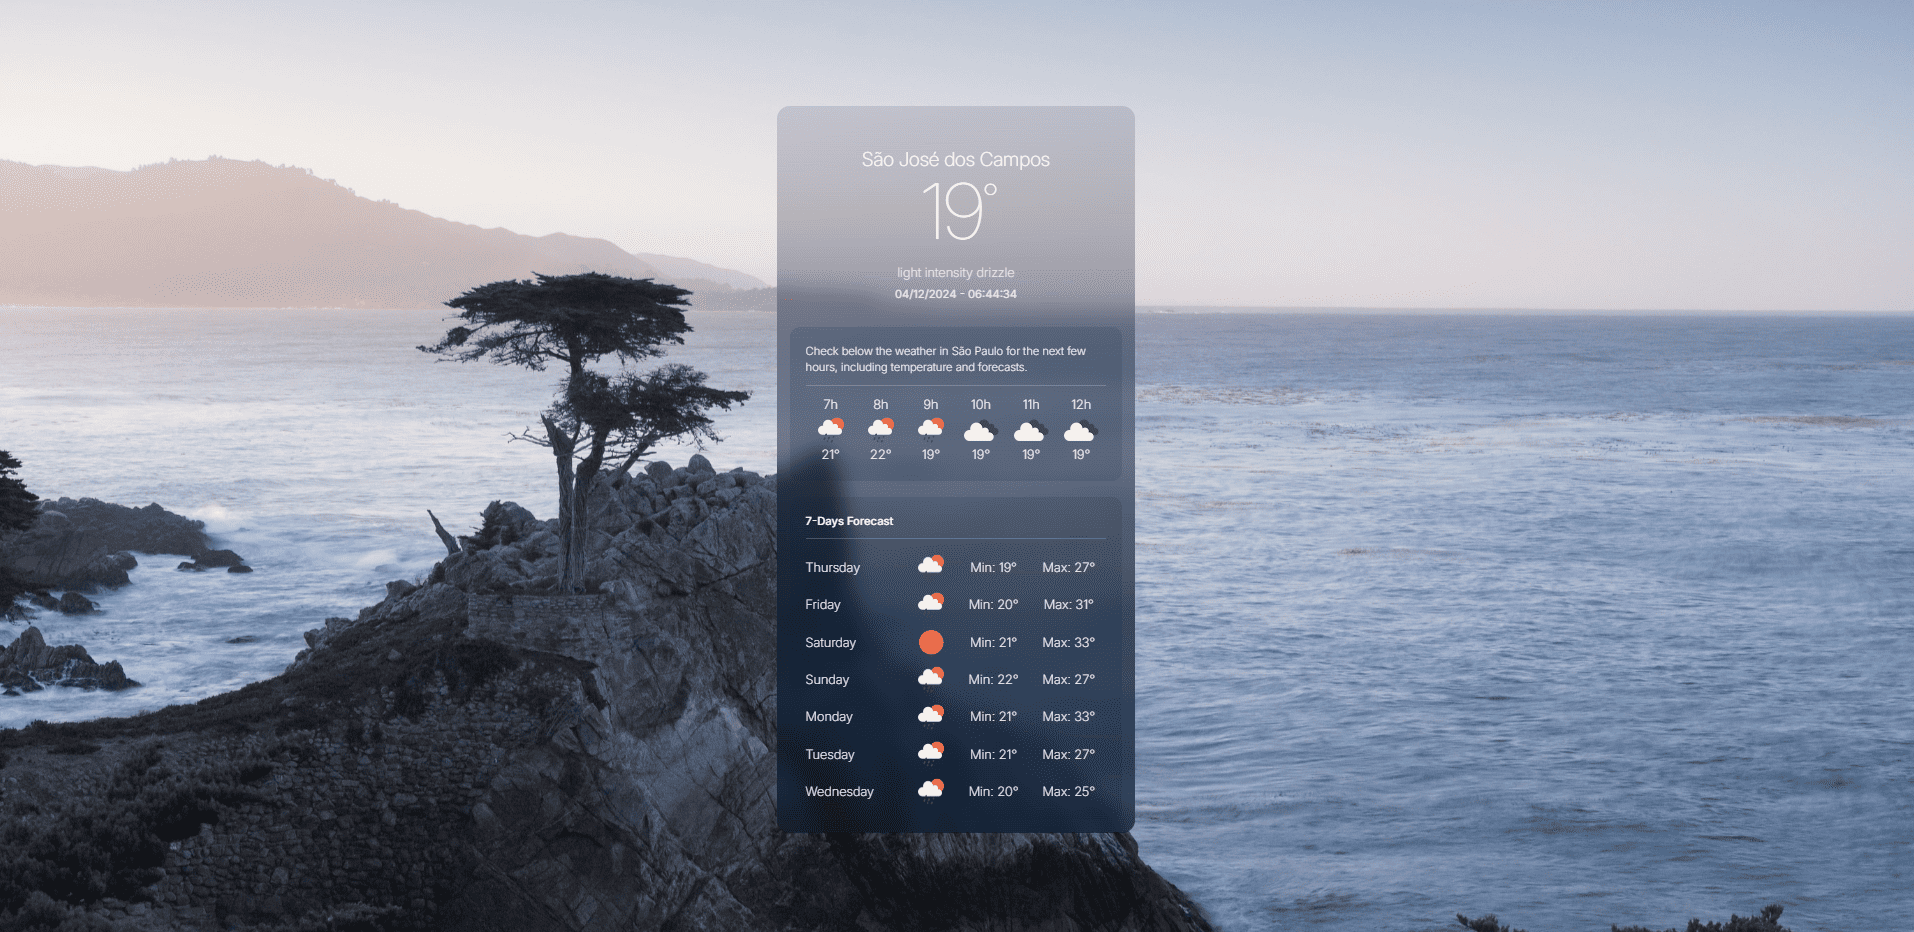 São José dos Campos
19°
light intensity drizzle
04/12/2024 - 06:44:34
Check below the weather in São Paulo for the next few
hours, including temperature and forecasts.
7h 8h 9h 10h 11h 12h
21° 22° 19° 19° 19° 19°
7-Days Forecast
Thursday Min: 19° Max: 27°
Friday Min: 20° Max: 31°
Saturday Min: 21° Max: 33°
Sunday Min: 22° Max: 27°
Monday Min: 21° Max: 33°
Tuesday Min: 21° Max: 27°
Wednesday Min: 20° Max: 25°